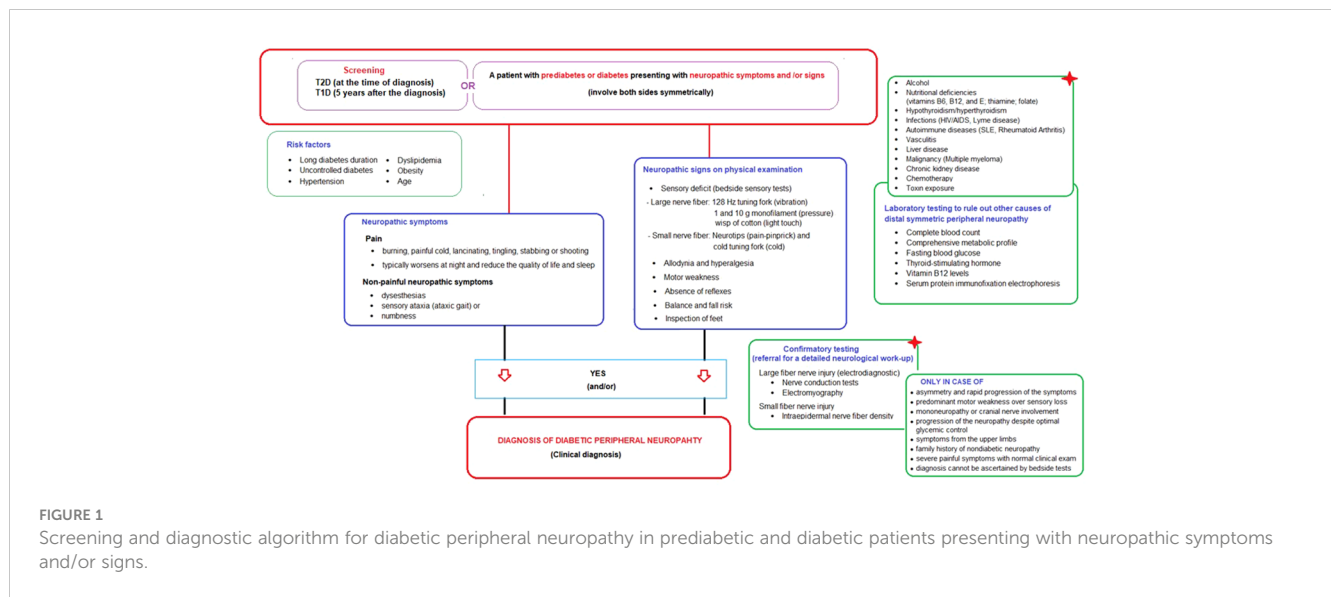 Screening
T2D (at the time of diagnosis)
T1D (5 years after the diagnosis)
OR
A patient with prediabetes or diabetes presenting with neuropathic symptoms and /or signs
(involve both sides symmetrically)
Risk factors
• Long diabetes duration
• Uncontrolled diabetes
• Hypertension
• Dyslipidemia
• Obesity
• Age
Neuropathic symptoms
Pain
• burning, painful cold, lancinating, tingling, stabbing or shooting
• typically worsens at night and reduce the quality of life and sleep
Non-painful neuropathic symptoms
• dysesthesias
• sensory ataxia (ataxic gait) or
• numbness
Neuropathic signs on physical examination
• Sensory deficit (bedside sensory tests)
- Large nerve fiber: 128 Hz tuning fork (vibration)
1 and 10 g monofilament (pressure)
wisp of cotton (light touch)
- Small nerve fiber: Neurotips (pain-pinprick) and
cold tuning fork (cold)
• Allodynia and hyperalgesia
• Motor weakness
• Absence of reflexes
• Balance and fall risk
• Inspection of feet
YES
(and/or)
DIAGNOSIS OF DIABETIC PERIPHERAL NEUROPAHTY
(Clinical diagnosis)
• Alcohol
• Nutritional deficiencies
(vitamins B6, B12, and E; thiamine; folate)
• Hypothyroidism/hyperthyroidism
• Infections (HIV/AIDS, Lyme disease)
• Autoimmune diseases (SLE, Rheumatoid Arthritis)
• Vasculitis
• Liver disease
• Malignancy (Multiple myeloma)
• Chronic kidney disease
• Chemotherapy
• Toxin exposure
Laboratory testing to rule out other causes of
distal symmetric peripheral neuropathy
• Complete blood count
• Comprehensive metabolic profile
• Fasting blood glucose
• Thyroid-stimulating hormone
• Vitamin B12 levels
• Serum protein immunofixation electrophoresis
Confirmatory testing
(referral for a detailed neurological work-up)
Large fiber nerve injury (electrodiagnostic)
• Nerve conduction tests
• Electromyography
Small fiber nerve injury
• Intraepidermal nerve fiber density
ONLY IN CASE OF
• asymmetry and rapid progression of the symptoms
• predominant motor weakness over sensory loss
• mononeuropathy or cranial nerve involvement
• progression of the neuropathy despite optimal
glycemic control
• symptoms from the upper limbs
• family history of nondiabetic neuropathy
• severe painful symptoms with normal clinical exam
• diagnosis cannot be ascertained by bedside tests
FIGURE 1
Screening and diagnostic algorithm for diabetic peripheral neuropathy in prediabetic and diabetic patients presenting with neuropathic symptoms
and/or signs.